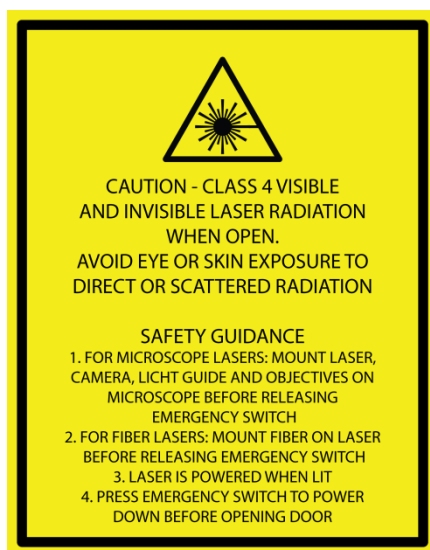 CAUTION - CLASS 4 VISIBLE
AND INVISIBLE LASER RADIATION
WHEN OPEN.
AVOID EYE OR SKIN EXPOSURE TO
DIRECT OR SCATTERED RADIATION
SAFETY GUIDANCE
1. FOR MICROSCOPE LASERS: MOUNT LASER,
CAMERA, LICHT GUIDE AND OBJECTIVES ON
MICROSCOPE BEFORE RELEASING
EMERGENCY SWITCH
2. FOR FIBER LASERS: MOUNT FIBER ON LASER
BEFORE RELEASING EMERGENCY SWITCH
3. LASER IS POWERED WHEN LIT
4. PRESS EMERGENCY SWITCH TO POWER
DOWN BEFORE OPENING DOOR